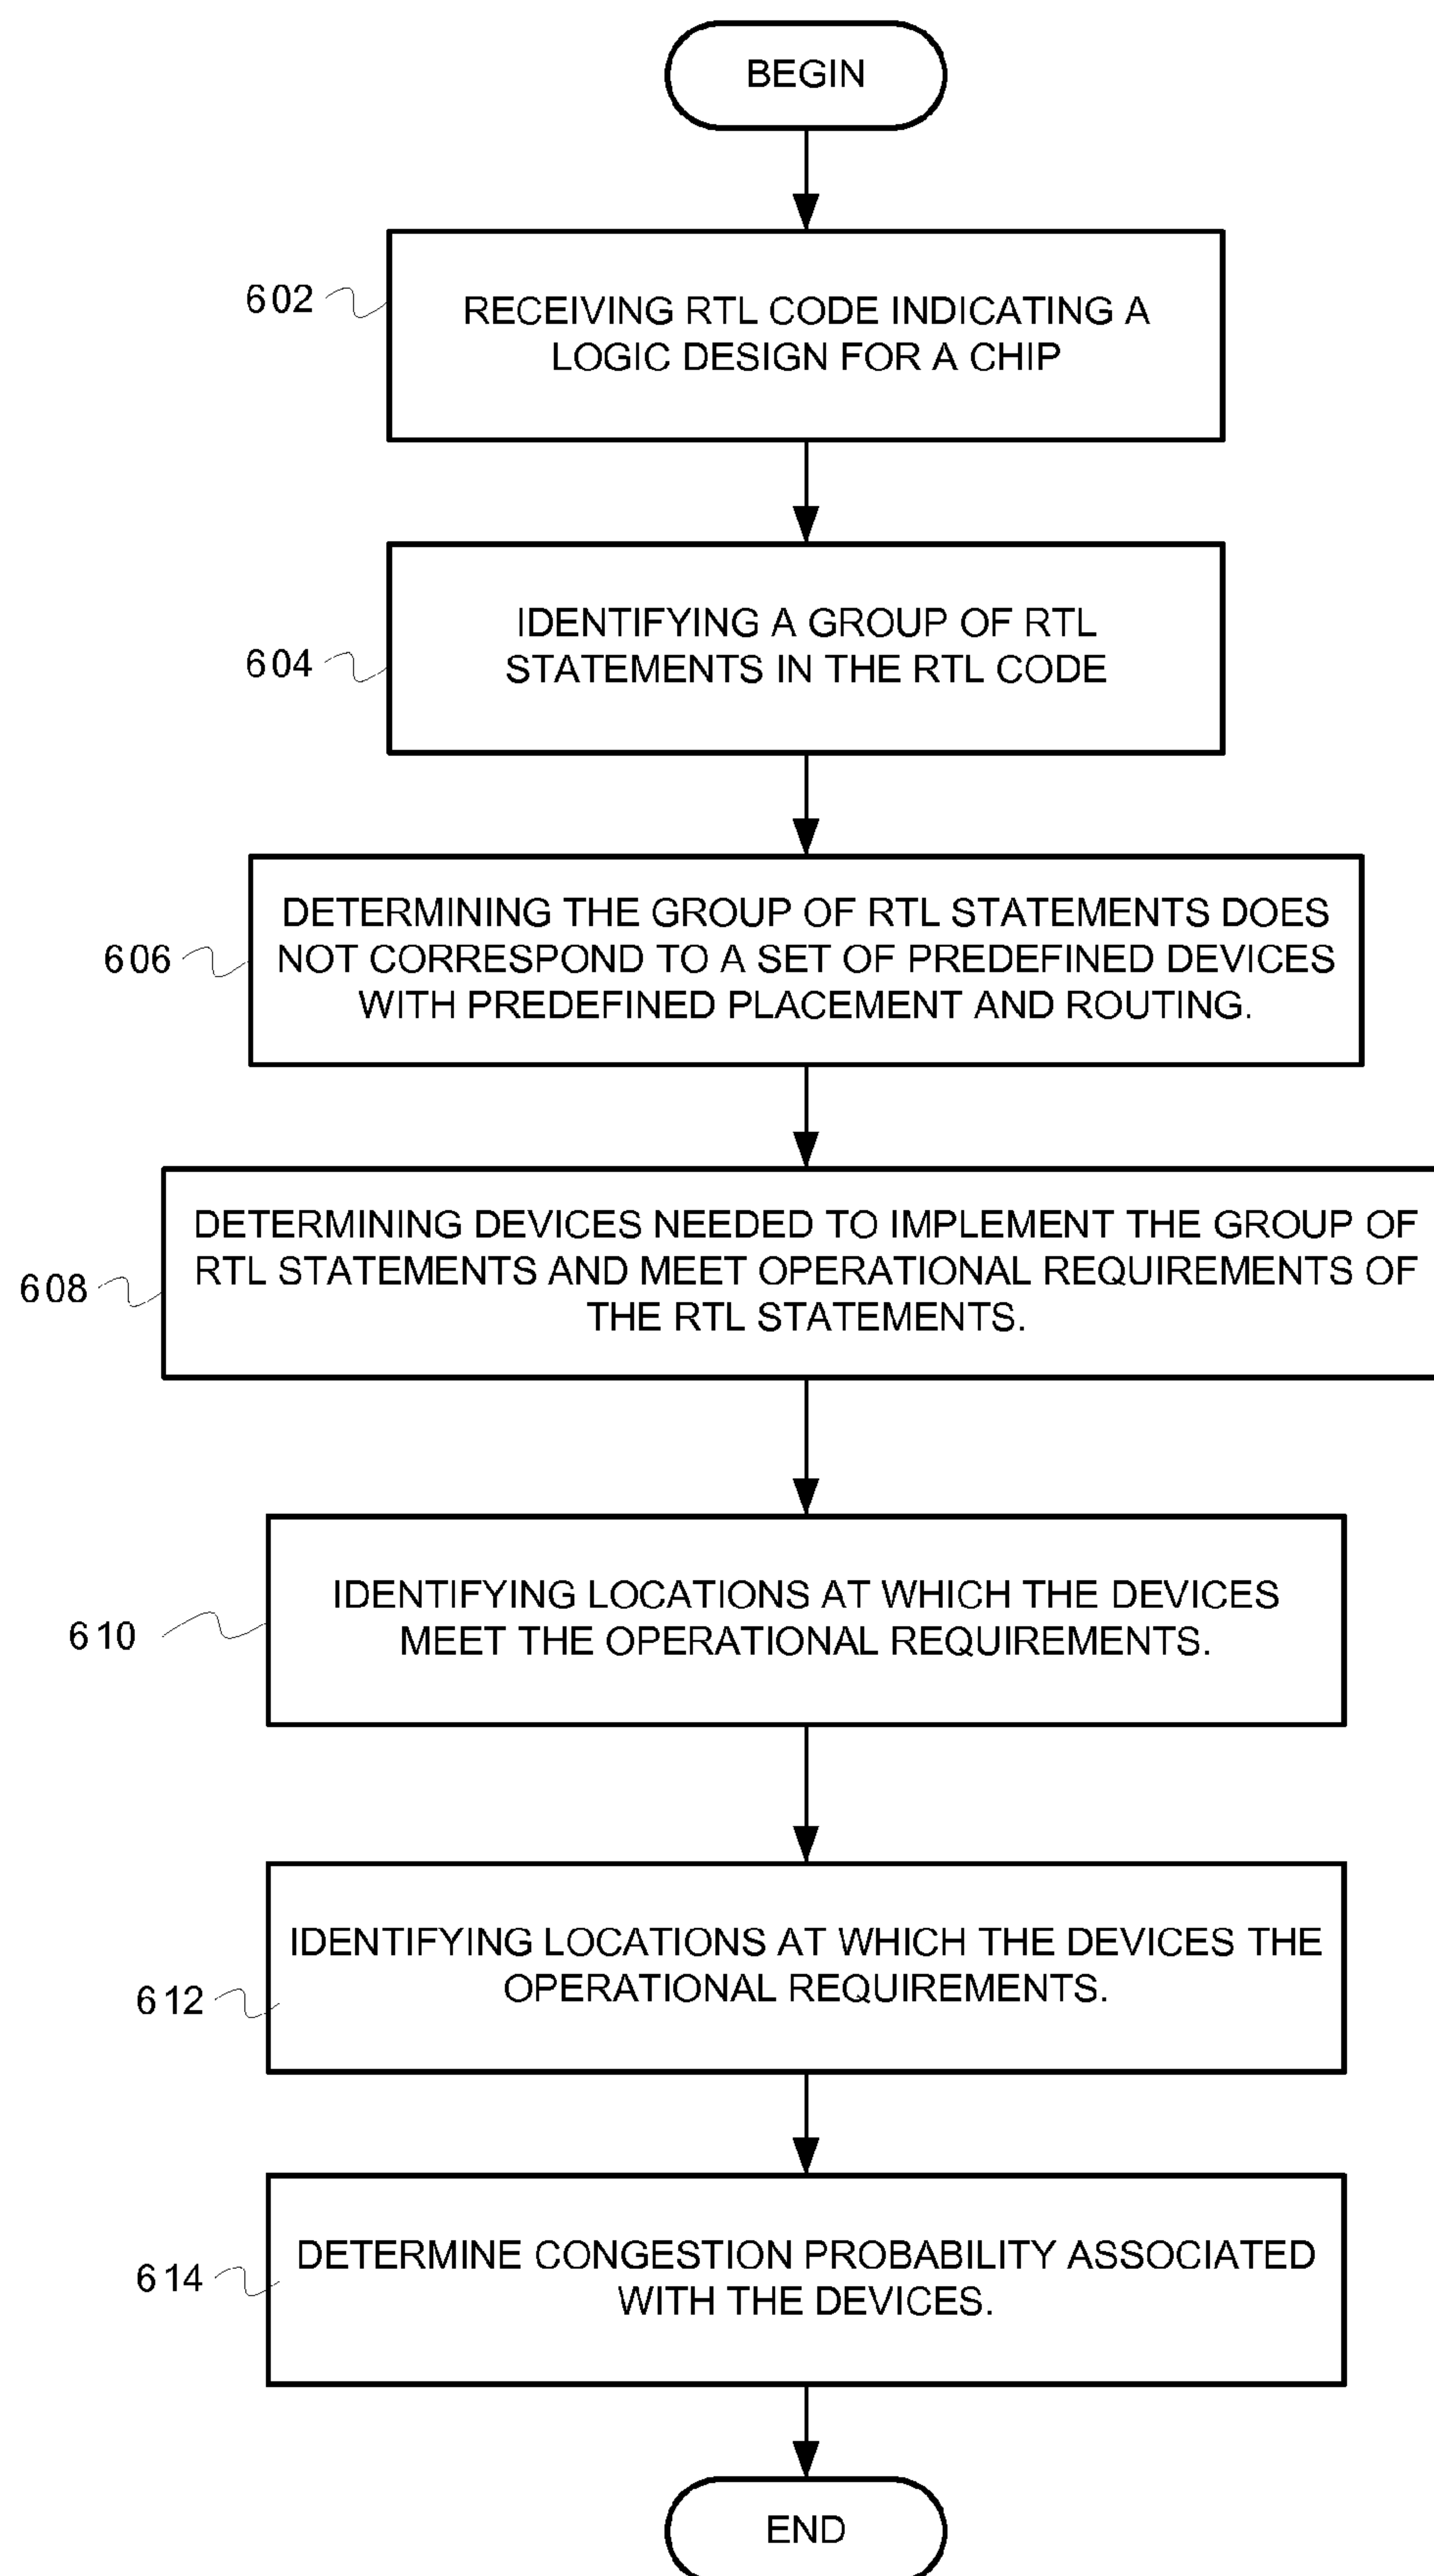 BEGIN
602
RECEIVING RTL CODE INDICATING A
LOGIC DESIGN FOR A CHIP
604
IDENTIFYING A GROUP OF RTL
STATEMENTS IN THE RTL CODE
606
DETERMINING THE GROUP OF RTL STATEMENTS DOES
NOT CORRESPOND TO A SET OF PREDEFINED DEVICES
WITH PREDEFINED PLACEMENT AND ROUTING.
608
DETERMINING DEVICES NEEDED TO IMPLEMENT THE GROUP OF
RTL STATEMENTS AND MEET OPERATIONAL REQUIREMENTS OF
THE RTL STATEMENTS.
610
IDENTIFYING LOCATIONS AT WHICH THE DEVICES
MEET THE OPERATIONAL REQUIREMENTS.
612
IDENTIFYING LOCATIONS AT WHICH THE DEVICES THE
OPERATIONAL REQUIREMENTS.
614
DETERMINE CONGESTION PROBABILITY ASSOCIATED
WITH THE DEVICES.
END